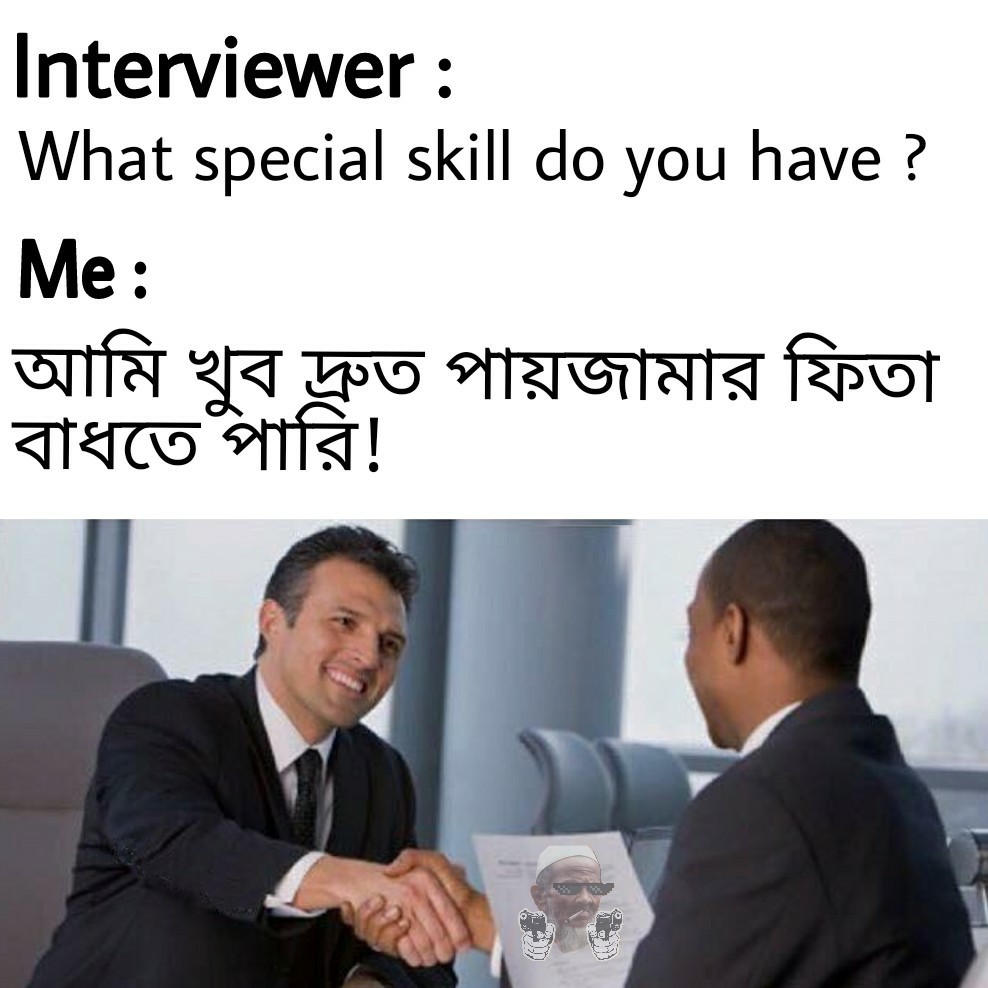 Interviewer :
What special skill do you have ?
Me :
আমি খুব দ্রুত পায়জামার ফিতা
বাধতে পারি!